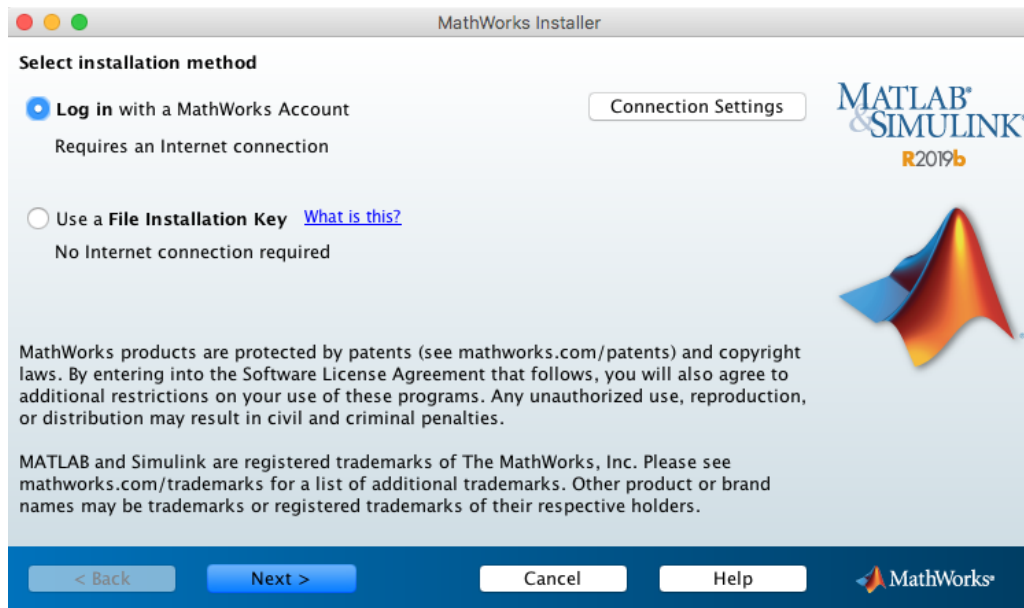 MathWorks Installer
Select installation method
Log in with a MathWorks Account
Connection Settings
Requires an Internet connection
MATLAB®
&SIMULINK®
R2019b
Use a File Installation Key What is this?
No Internet connection required
MathWorks products are protected by patents (see mathworks.com/patents) and copyright
laws. By entering into the Software License Agreement that follows, you will also agree to
additional restrictions on your use of these programs. Any unauthorized use, reproduction,
or distribution may result in civil and criminal penalties.
MATLAB and Simulink are registered trademarks of The MathWorks, Inc. Please see
mathworks.com/trademarks for a list of additional trademarks. Other product or brand
names may be trademarks or registered trademarks of their respective holders.
< Back
Next >
Cancel
Help
MathWorks®